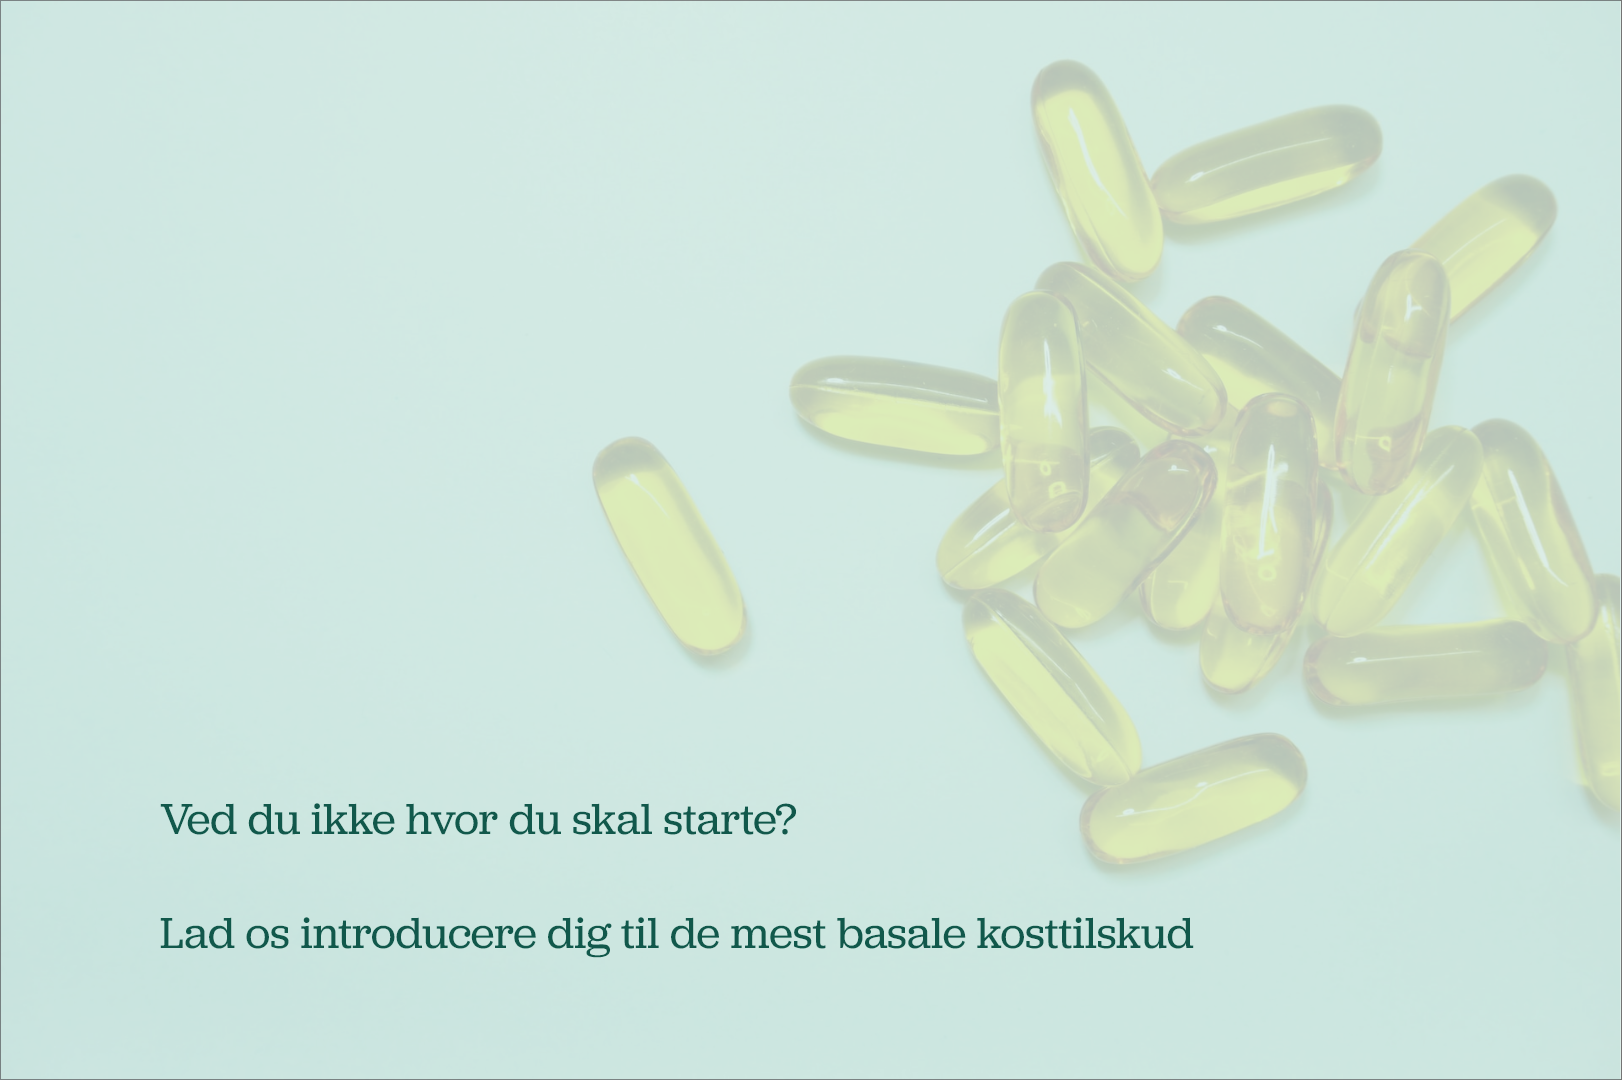 Ved du ikke hvor du skal starte?
Lad os introducere dig til de mest basale kosttilskud